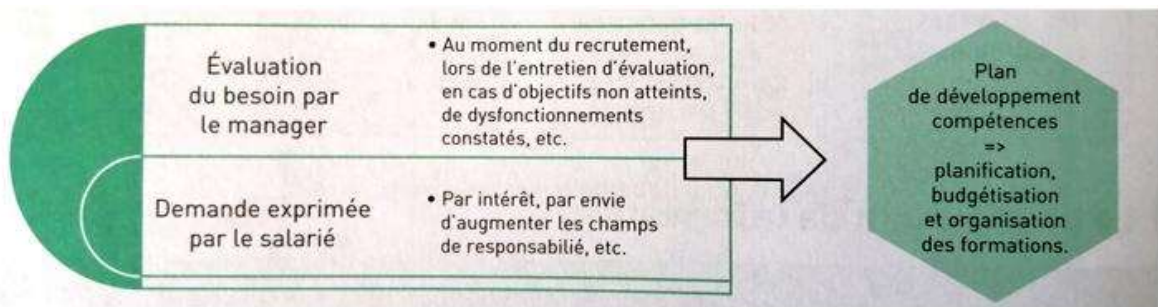 Évaluation
du besoin par
le manager
• Au moment du recrutement,
lors de l'entretien d'évaluation,
en cas d'objectifs non atteints,
de dysfonctionnements
constatés, etc.
Demande exprimée
par le salarié
• Par intérêt, par envie
d'augmenter les champs
de responsabilié, etc.
Plan
de développement
compétences
=>
planification,
budgétisation
et organisation
des formations.